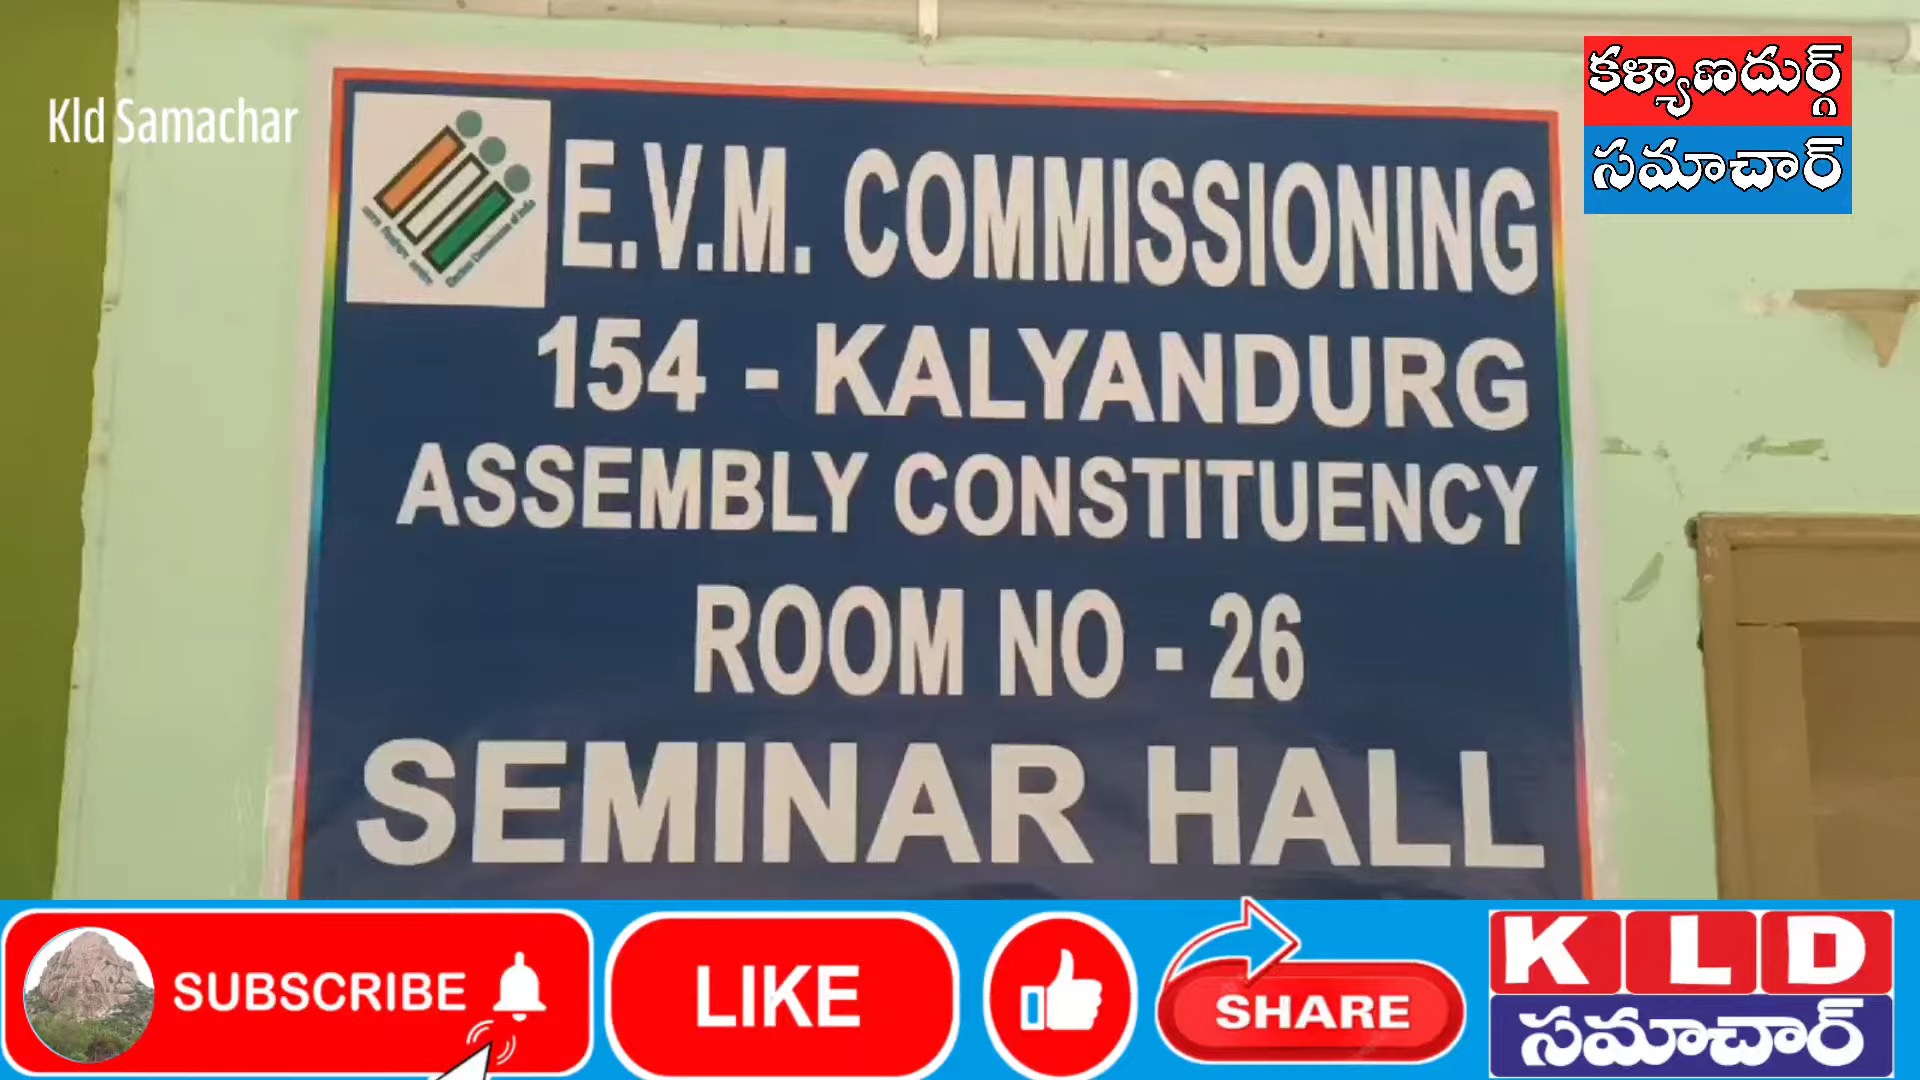 Kld Samachar
కళ్యాణదుర్గ్
సమాచార్
E.V.M. COMMISSIONING
154 - KALYANDURG
ASSEMBLY CONSTITUENCY
ROOM NO - 26
SEMINAR HALL
SUBSCRIBE
LIKE
SHARE
KLD
సమాచార్